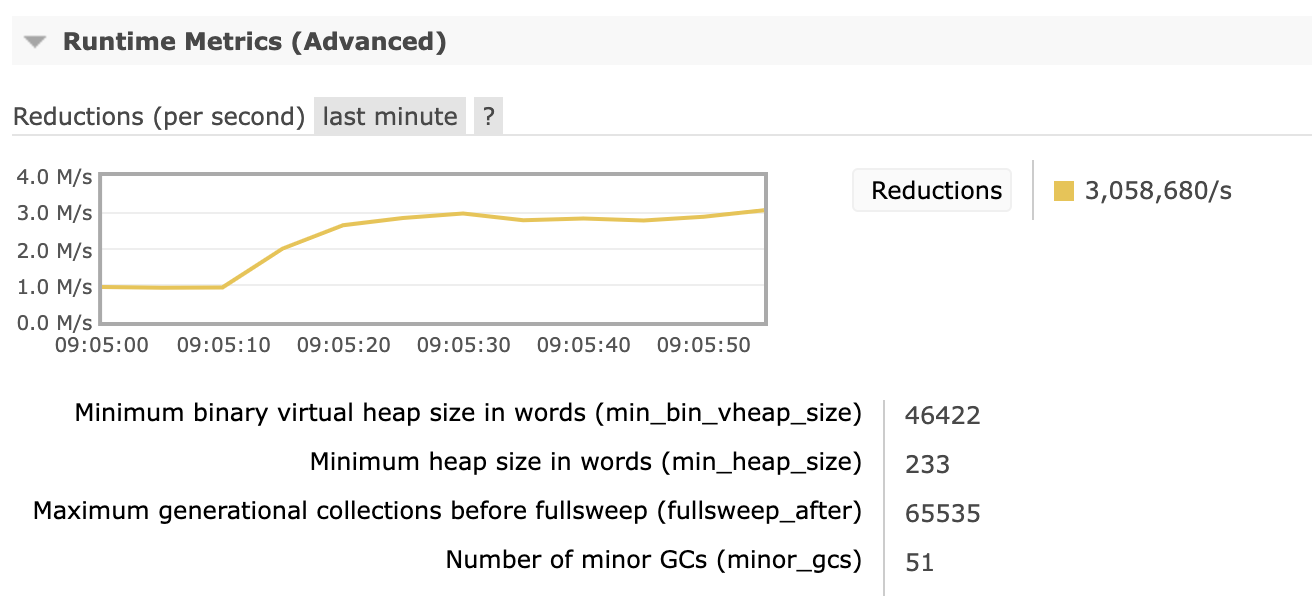 Runtime Metrics (Advanced)
Reductions (per second) last minute ?
4.0 M/s
3.0 M/s
2.0 M/s
1.0 M/s
0.0 M/s
09:05:00 09:05:10 09:05:20 09:05:30 09:05:40 09:05:50
Reductions 3,058,680/s
Minimum binary virtual heap size in words (min_bin_vheap_size) 46422
Minimum heap size in words (min_heap_size) 233
Maximum generational collections before fullsweep (fullsweep_after) 65535
Number of minor GCs (minor_gcs) 51